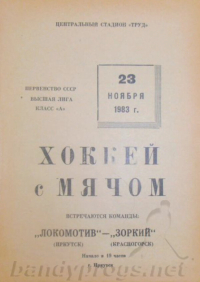 ЦЕНТРАЛЬНЫЙ СТАДИОН «ТРУД»
ПЕРВЕНСТВО СССР
ВЫСШАЯ ЛИГА
КЛАСС «А»
23
НОЯБРЯ
1983 г.
ХОККЕЙ
с МЯЧОМ
ВСТРЕЧАЮТСЯ КОМАНДЫ:
„ЛОКОМОТИВ"—„ЗОРКИЙ"
(ИРКУТСК) (КРАСНОГОРСК)
Начало в 19 часов
г. Иркутск
bandyprogs.net